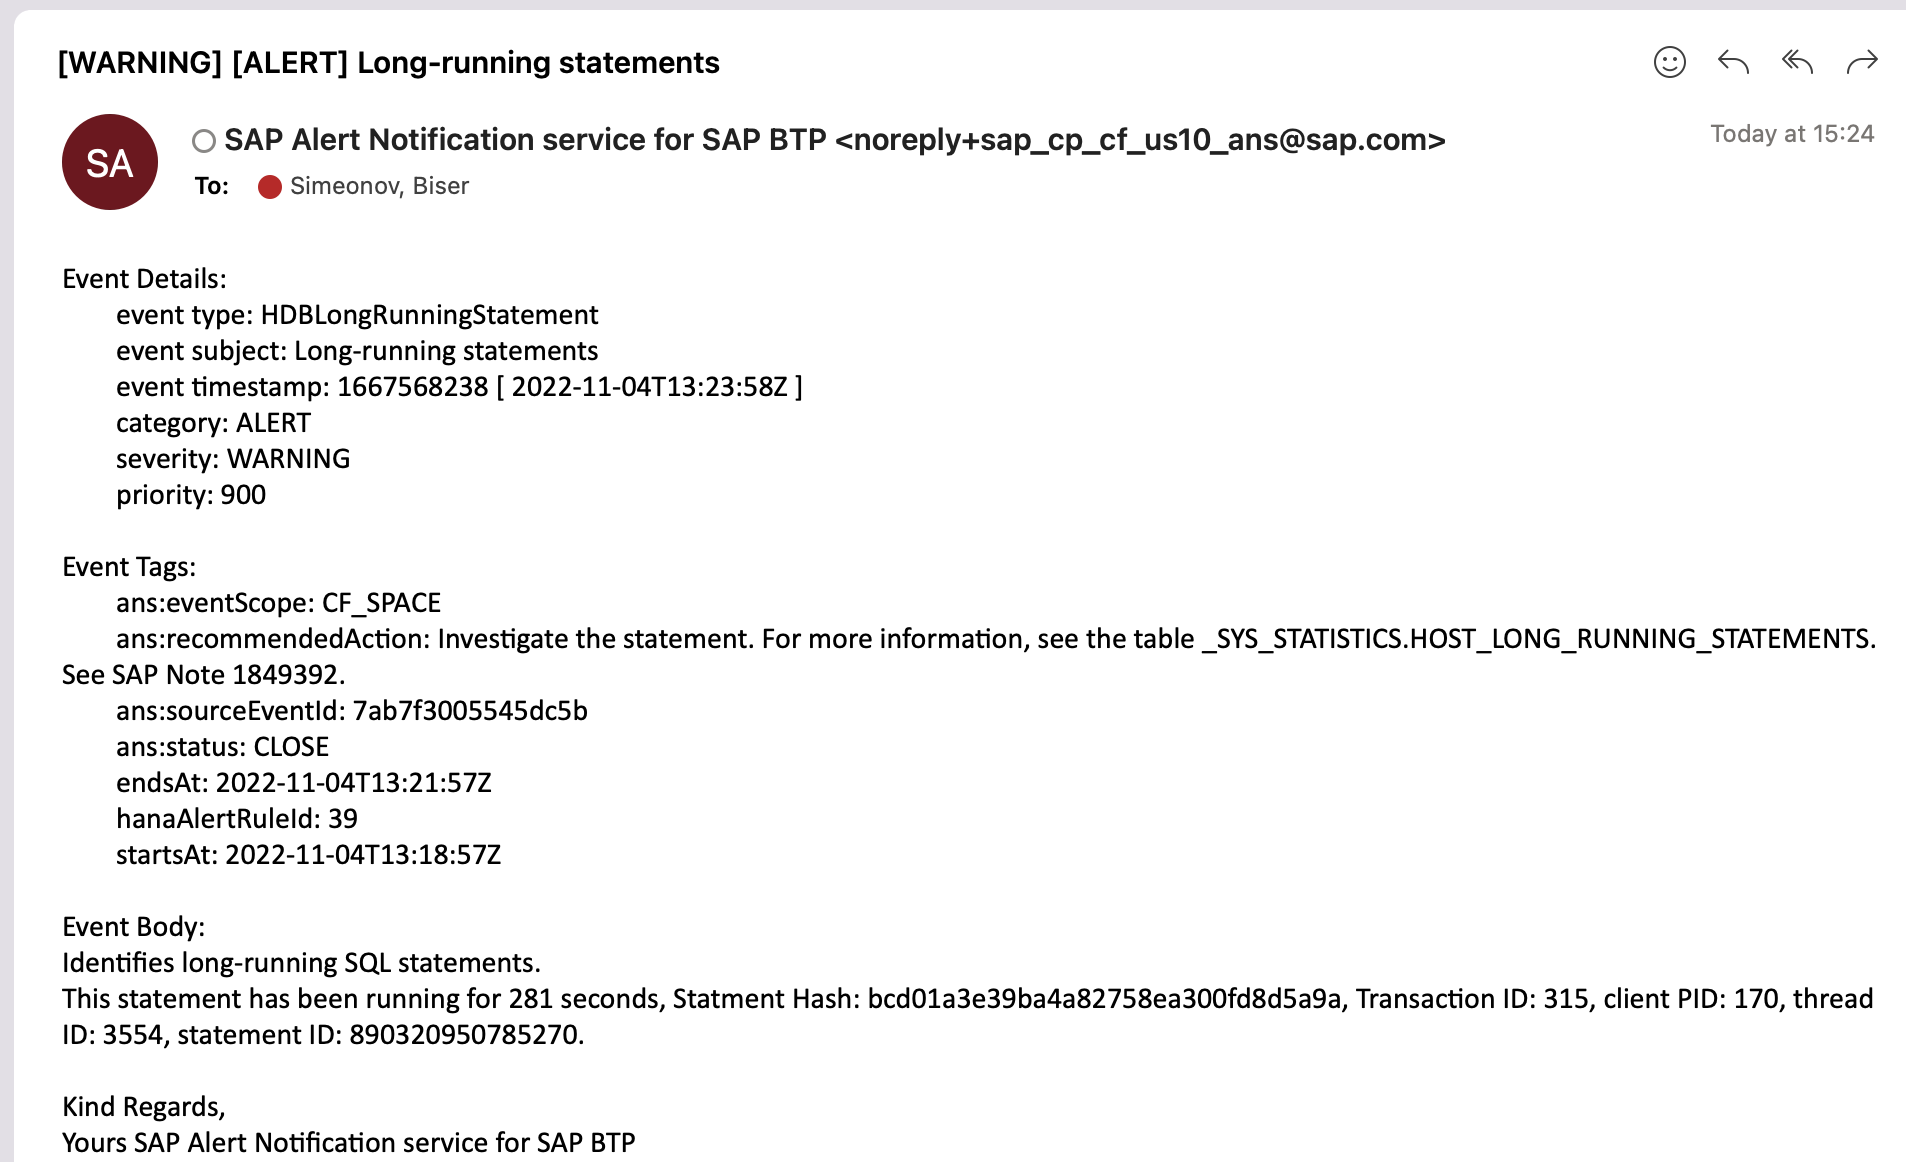 [WARNING] [ALERT] Long-running statements
SA
SAP Alert Notification service for SAP BTP <noreply+sap_cp_cf_us10_ans@sap.com>
Today at 15:24
To: Simeonov, Biser
Event Details:
event type: HDBLongRunningStatement
event subject: Long-running statements
event timestamp: 1667568238 [ 2022-11-04T13:23:58Z ]
category: ALERT
severity: WARNING
priority: 900
Event Tags:
ans:eventScope: CF_SPACE
ans:recommendedAction: Investigate the statement. For more information, see the table _SYS_STATISTICS.HOST_LONG_RUNNING_STATEMENTS.
See SAP Note 1849392.
ans:sourceEventId: 7ab7f3005545dc5b
ans:status: CLOSE
endsAt: 2022-11-04T13:21:57Z
hanaAlertRuleId: 39
startsAt: 2022-11-04T13:18:57Z
Event Body:
Identifies long-running SQL statements.
This statement has been running for 281 seconds, Statment Hash: bcd01a3e39ba4a82758ea300fd8d5a9a, Transaction ID: 315, client PID: 170, thread
ID: 3554, statement ID: 890320950785270.
Kind Regards,
Yours SAP Alert Notification service for SAP BTP